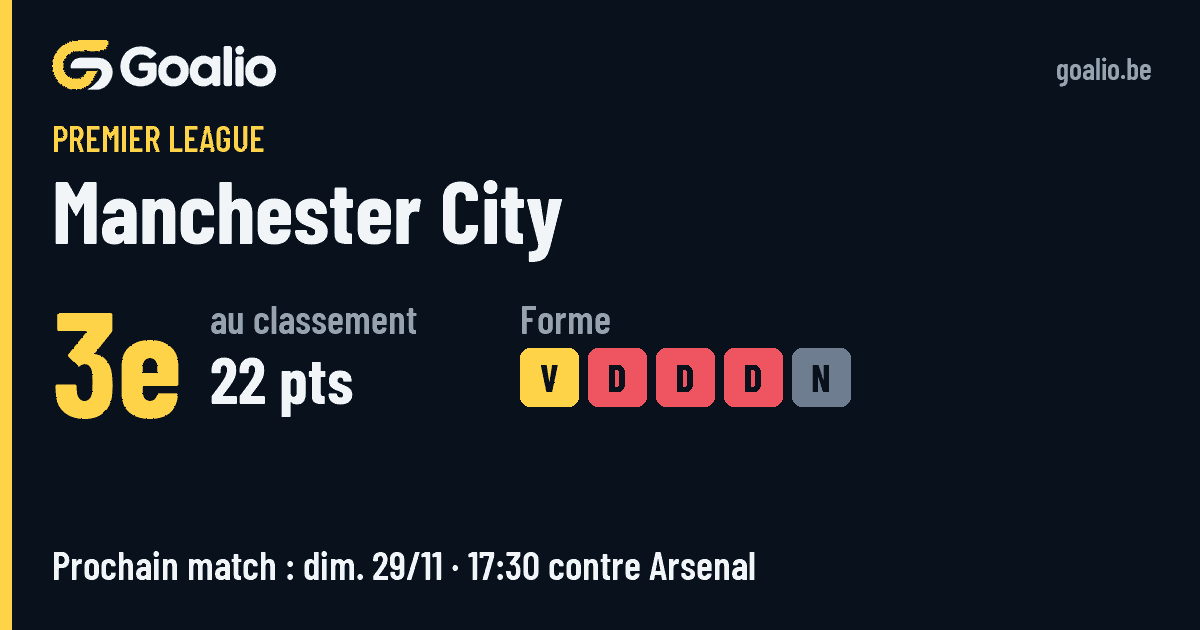 Goalio
goalio.be
PREMIER LEAGUE
Manchester City
3e
au classement
22 pts
Forme
V D D D N
Prochain match : dim. 29/11 · 17:30 contre Arsenal